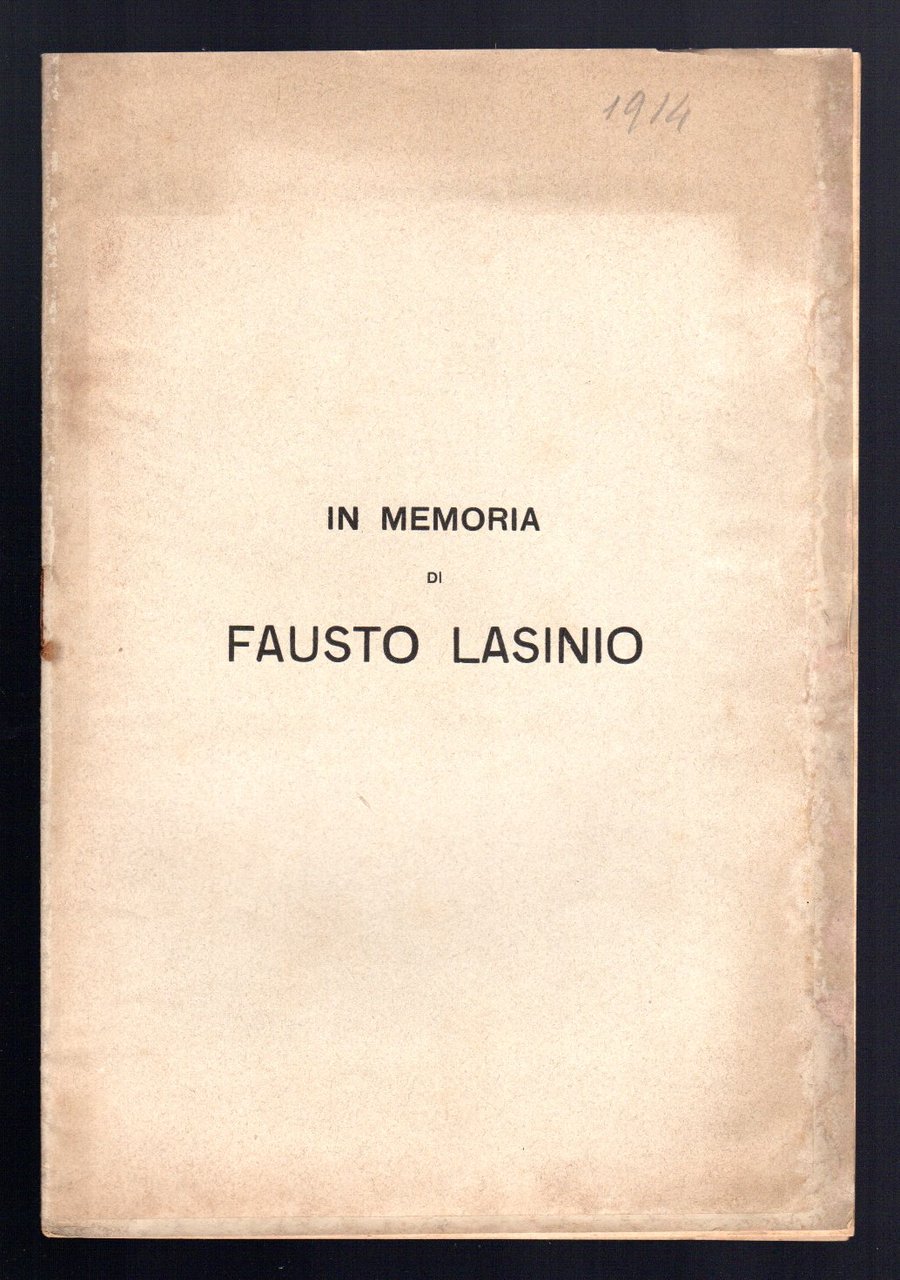 1914
IN MEMORIA
DI
FAUSTO LASINIO